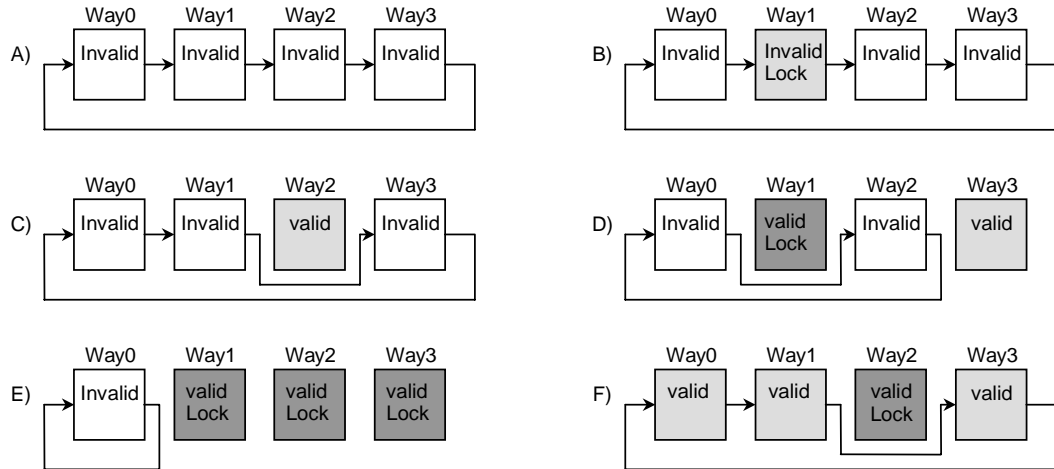 Way0 Way1 Way2 Way3
A) Invalid Invalid Invalid Invalid
Way0 Way1 Way2 Way3
B) Invalid Invalid Lock Invalid Invalid
Way0 Way1 Way2 Way3
C) Invalid Invalid valid Invalid
Way0 Way1 Way2 Way3
D) Invalid valid Lock Invalid valid
Way0 Way1 Way2 Way3
E) Invalid valid Lock valid Lock valid Lock
Way0 Way1 Way2 Way3
F) valid valid valid Lock valid